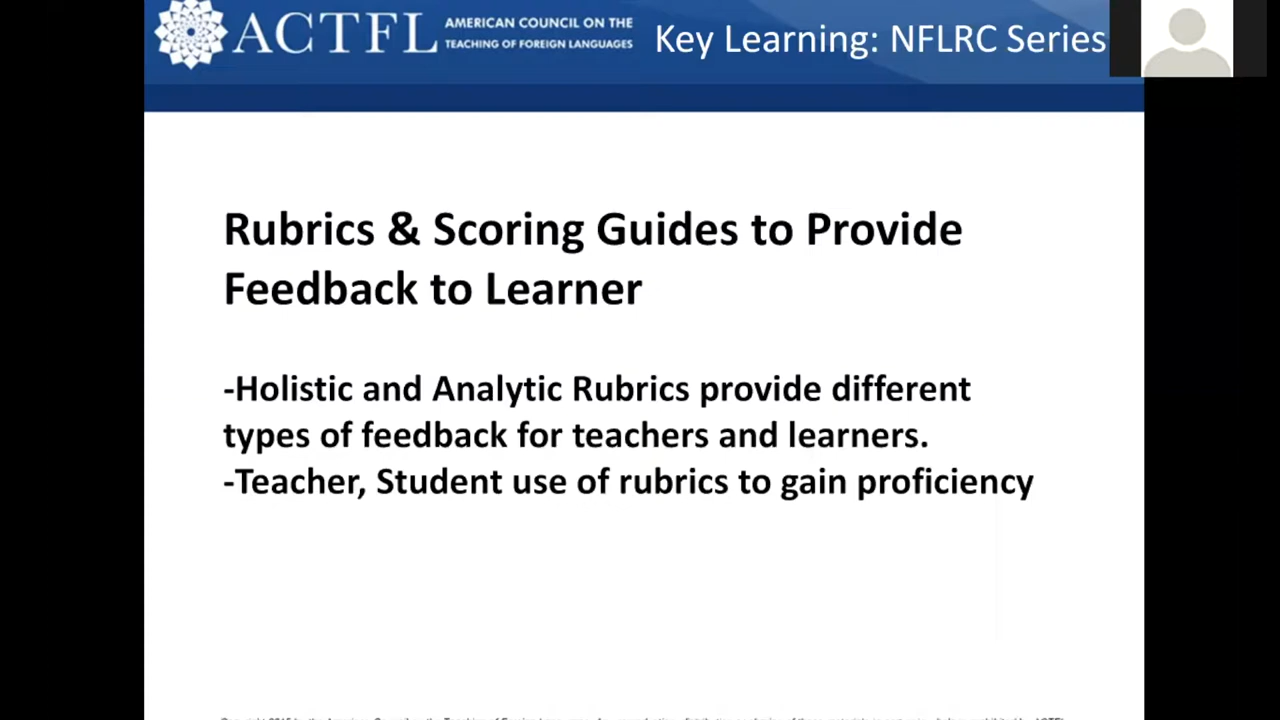 ACTFL
AMERICAN COUNCIL ON THE
TEACHING OF FOREIGN LANGUAGES
Key Learning: NFLRC Series
Rubrics & Scoring Guides to Provide
Feedback to Learner
-Holistic and Analytic Rubrics provide different
types of feedback for teachers and learners.
-Teacher, Student use of rubrics to gain proficiency